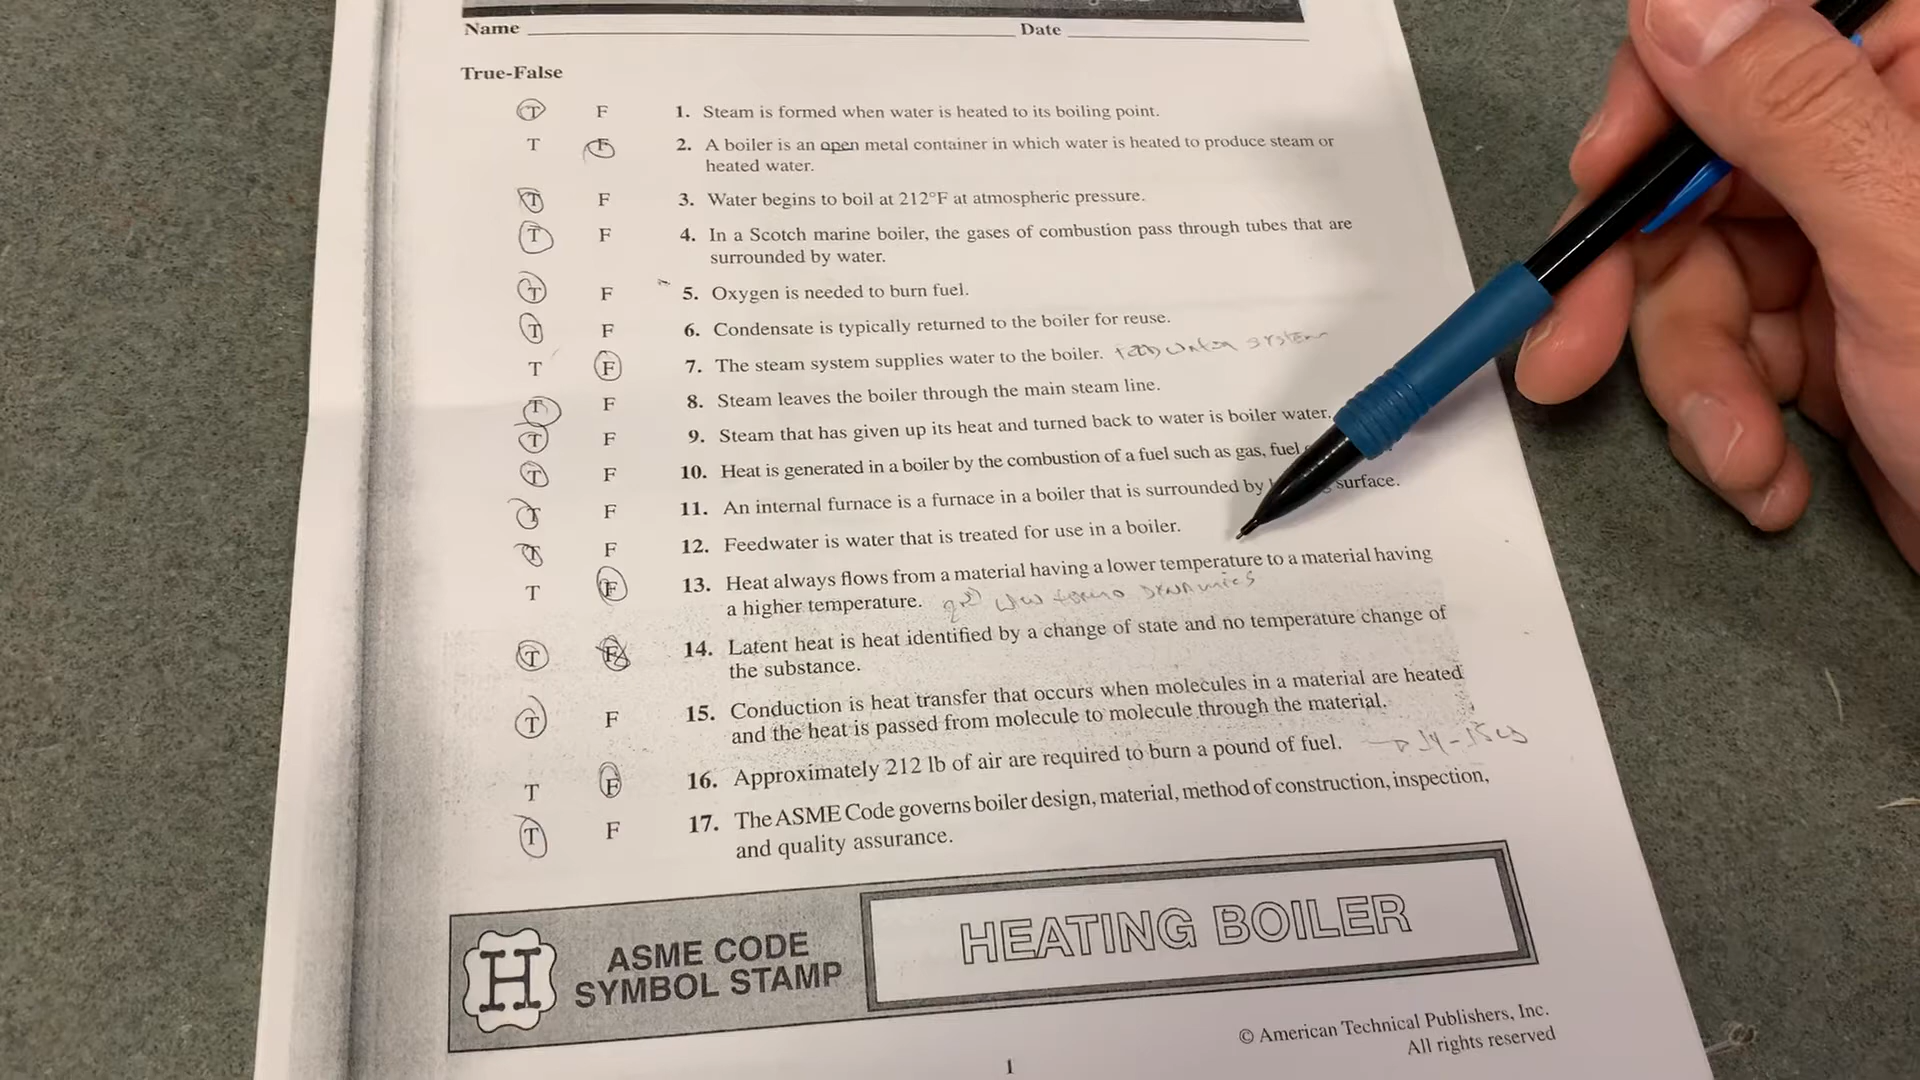 Name Date
True-False
T F 1. Steam is formed when water is heated to its boiling point.
T F 2. A boiler is an open metal container in which water is heated to produce steam or
heated water.
T F 3. Water begins to boil at 212°F at atmospheric pressure.
T F 4. In a Scotch marine boiler, the gases of combustion pass through tubes that are
surrounded by water.
T F 5. Oxygen is needed to burn fuel.
T F 6. Condensate is typically returned to the boiler for reuse.
T F 7. The steam system supplies water to the boiler. system
T F 8. Steam leaves the boiler through the main steam line.
T F 9. Steam that has given up its heat and turned back to water is boiler water.
T F 10. Heat is generated in a boiler by the combustion of a fuel such as gas, fuel
T F 11. An internal furnace is a furnace in a boiler that is surrounded by surface.
T F 12. Feedwater is water that is treated for use in a boiler.
T F 13. Heat always flows from a material having a lower temperature to a material having
a higher temperature.
T F 14. Latent heat is heat identified by a change of state and no temperature change of
the substance.
T F 15. Conduction is heat transfer that occurs when molecules in a material are heated
and the heat is passed from molecule to molecule through the material.
T F 16. Approximately 212 lb of air are required to burn a pound of fuel.
T F 17. The ASME Code governs boiler design, material, method of construction, inspection,
and quality assurance.
H ASME CODE
SYMBOL STAMP
HEATING BOILER
© American Technical Publishers, Inc.
All rights reserved
1